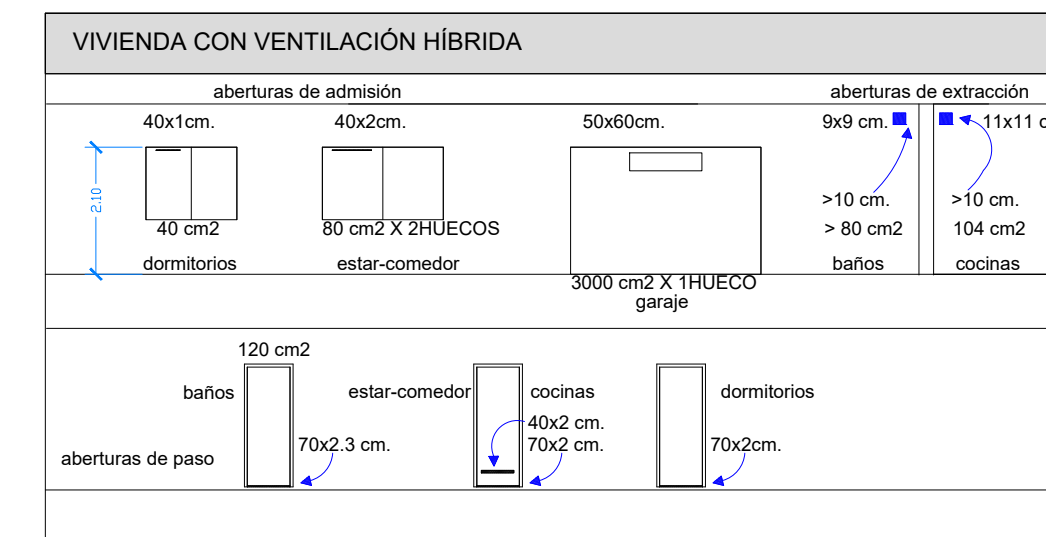 VIVIENDA CON VENTILACIÓN HÍBRIDA
aberturas de admisión
aberturas de extracción
40x1cm.
40x2cm.
50x60cm.
9x9 cm.
11x11 c
2.10
>10 cm.
>10 cm.
40 cm2
80 cm2 X 2HUECOS
> 80 cm2
104 cm2
dormitorios
estar-comedor
baños
cocinas
3000 cm2 X 1HUECO
garaje
120 cm2
baños
estar-comedor
cocinas
dormitorios
40x2 cm.
70x2.3 cm.
70x2 cm.
70x2cm.
aberturas de paso